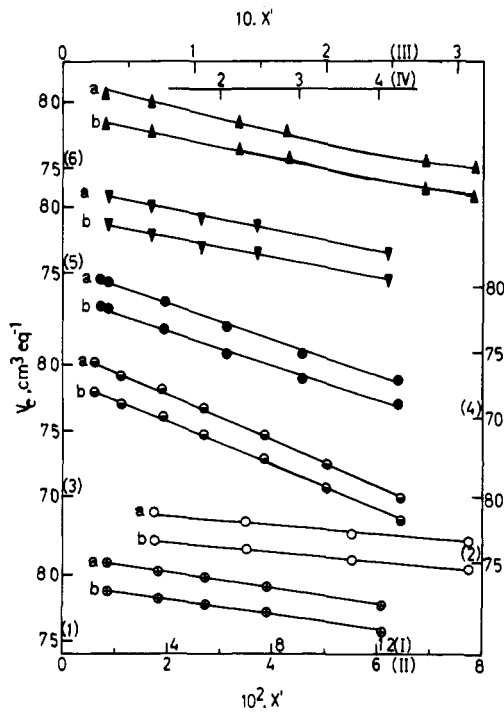 10. X'
0 1 2 (III) 3
2 3 4 (IV)
a
80
b
75 (6)
a
80
b
75 (5)
a
80
b
75
80
a
(4)
b
70
75
70 (3)
a
80
b
(2)
a
75
80
b
75 (1)
4 8 12(I)
0 2 4 6 (II) 8
10². X'
Vₑ, cm³ eq⁻¹